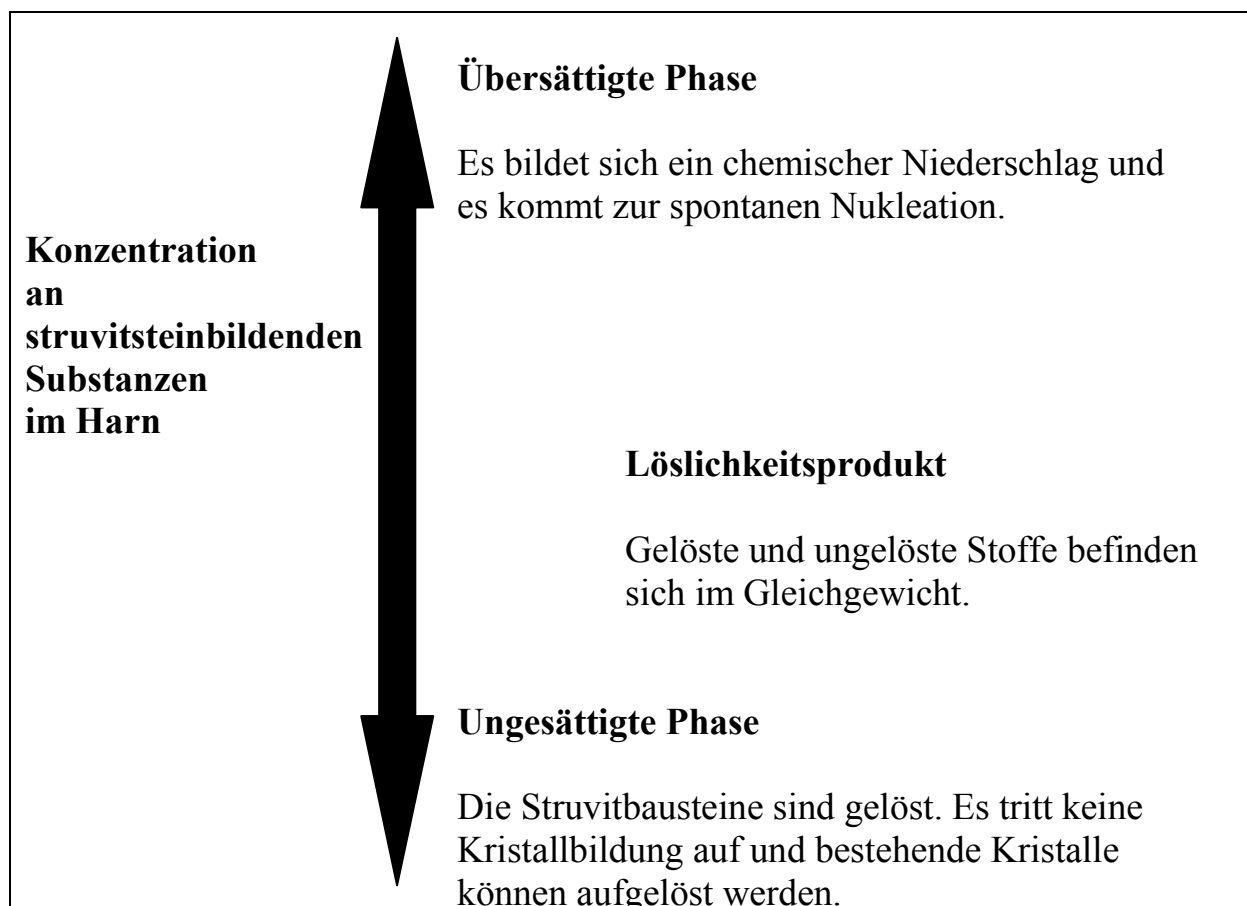 Übersättigte Phase
Es bildet sich ein chemischer Niederschlag und
es kommt zur spontanen Nukleation.
Konzentration
an
struvitsteinbildenden
Substanzen
im Harn
Löslichkeitsprodukt
Gelöste und ungelöste Stoffe befinden
sich im Gleichgewicht.
Ungesättigte Phase
Die Struvitbausteine sind gelöst. Es tritt keine
Kristallbildung auf und bestehende Kristalle
können aufgelöst werden.